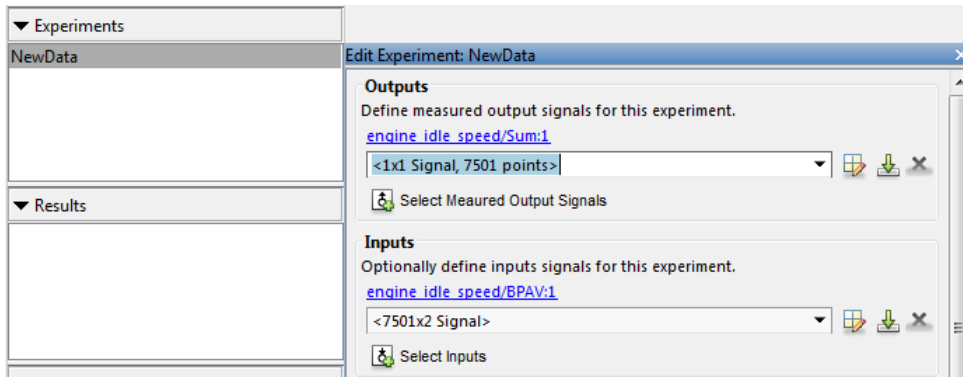 Experiments
NewData
Edit Experiment: NewData
Outputs
Define measured output signals for this experiment.
engine_idle_speed/Sum:1
<1x1 Signal, 7501 points>
Select Meaured Output Signals
Results
Inputs
Optionally define inputs signals for this experiment.
engine_idle_speed/BPAV:1
<7501x2 Signal>
Select Inputs